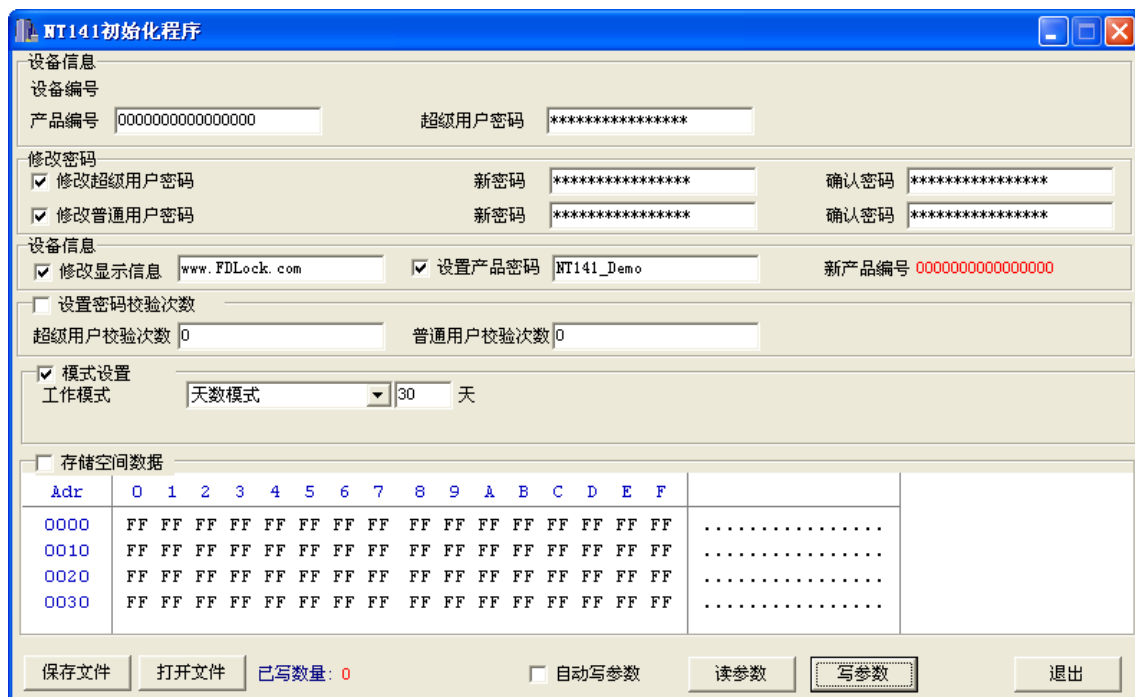 NT141初始化程序
设备信息
设备编号
产品编号 0000000000000000 超级用户密码 ****************
修改密码
修改超级用户密码 新密码 **************** 确认密码 ****************
修改普通用户密码 新密码 **************** 确认密码 ****************
设备信息
修改显示信息 www.FDLock.com 设置产品密码 NT141_Demo 新产品编号 0000000000000000
设置密码校验次数
超级用户校验次数 0 普通用户校验次数 0
模式设置
工作模式 天数模式 30 天
存储空间数据
Adr 0 1 2 3 4 5 6 7 8 9 A B C D E F
0000 FF FF FF FF FF FF FF FF FF FF FF FF FF FF FF FF ................
0010 FF FF FF FF FF FF FF FF FF FF FF FF FF FF FF FF ................
0020 FF FF FF FF FF FF FF FF FF FF FF FF FF FF FF FF ................
0030 FF FF FF FF FF FF FF FF FF FF FF FF FF FF FF FF ................
保存文件 打开文件 已写数量: 0 自动写参数 读参数 写参数 退出